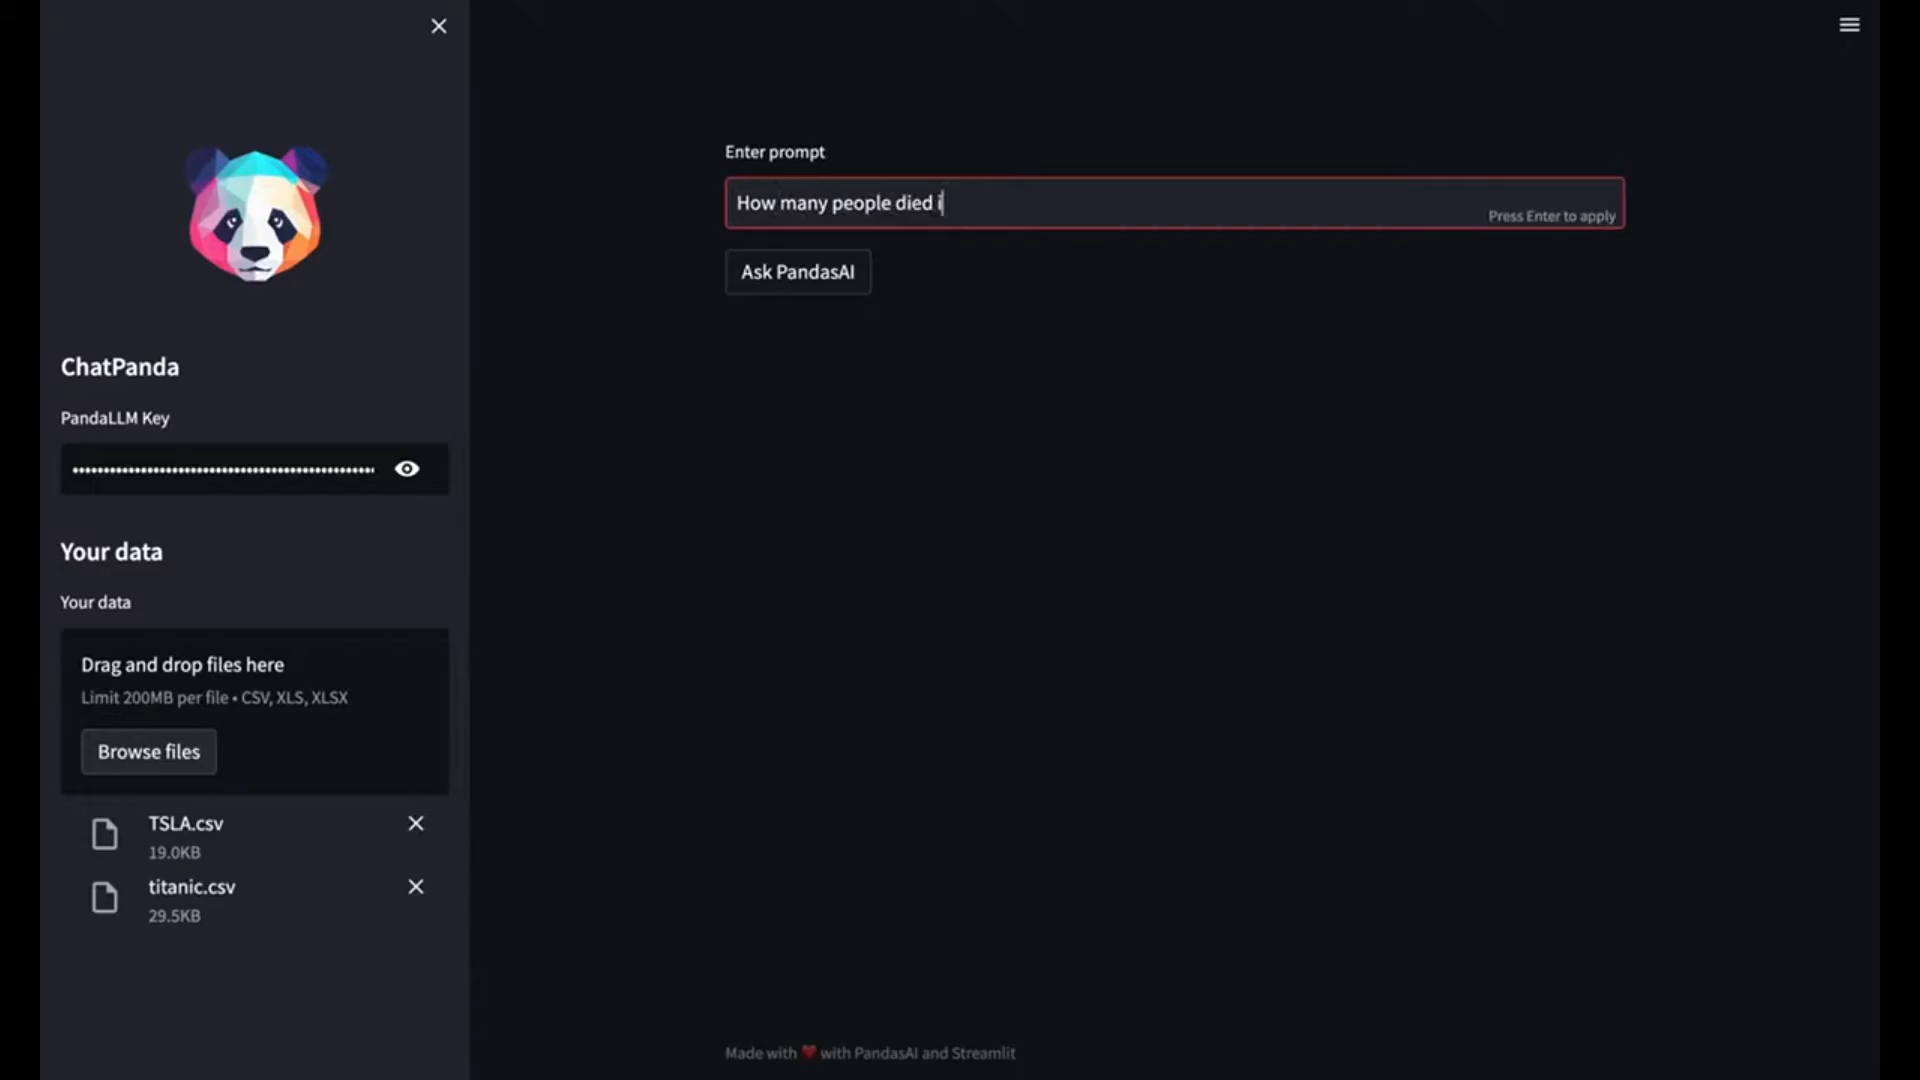 ChatPanda
PandaLLM Key
Your data
Your data
Drag and drop files here
Limit 200MB per file • CSV, XLS, XLSX
Browse files
TSLA.csv
19.0KB
titanic.csv
29.5KB
Enter prompt
How many people died i
Press Enter to apply
Ask PandasAI
Made with ❤️ with PandasAI and Streamlit